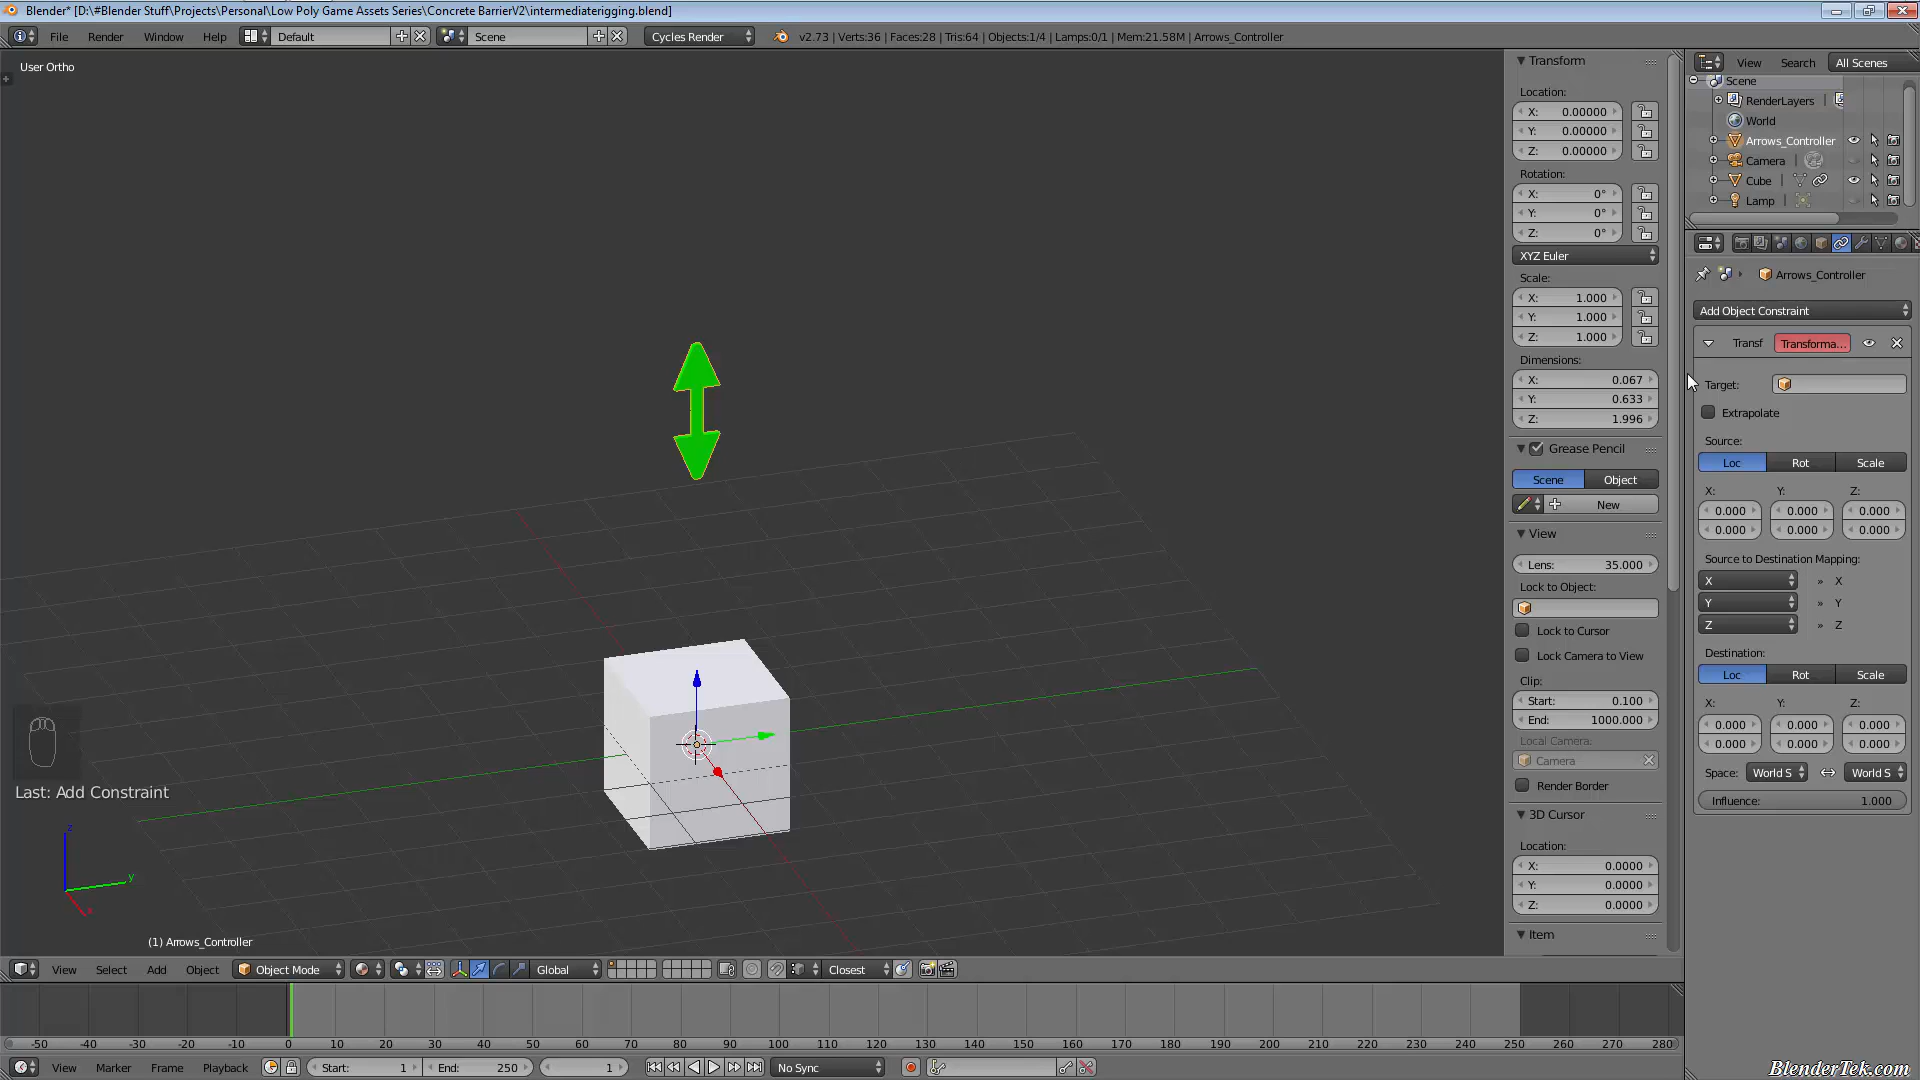 Blender* [D:\#Blender Stuff\Projects\Personal\Low Poly Game Assets Series\Concrete BarrierV2\intermediaterigging.blend]
File Render Window Help Default Scene Cycles Render v2.73 | Verts:36 | Faces:28 | Tris:64 | Objects:1/4 | Lamps:0/1 | Mem:21.58M | Arrows_Controller
User Ortho
Last: Add Constraint
z
y
x
(1) Arrows_Controller
View Select Add Object Object Mode Global Closest
-50 -40 -30 -20 -10 0 10 20 30 40 50 60 70 80 90 100 110 120 130 140 150 160 170 180 190 200 210 220 230 240 250 260 270 280
View Marker Frame Playback Start: 1 End: 250 1 No Sync
Transform
Location:
X: 0.00000
Y: 0.00000
Z: 0.00000
Rotation:
X: 0°
Y: 0°
Z: 0°
XYZ Euler
Scale:
X: 1.000
Y: 1.000
Z: 1.000
Dimensions:
X: 0.067
Y: 0.633
Z: 1.996
Grease Pencil
Scene Object
New
View
Lens: 35.000
Lock to Object:
Lock to Cursor
Lock Camera to View
Clip:
Start: 0.100
End: 1000.000
Local Camera:
Camera
Render Border
3D Cursor
Location:
X: 0.0000
Y: 0.0000
Z: 0.0000
Item
View Search All Scenes
Scene
RenderLayers
World
Arrows_Controller
Camera
Cube
Lamp
Arrows_Controller
Add Object Constraint
Transf Transforma...
Target:
Extrapolate
Source:
Loc Rot Scale
X: Y: Z:
0.000 0.000 0.000
0.000 0.000 0.000
Source to Destination Mapping:
X » X
Y » Y
Z » Z
Destination:
Loc Rot Scale
X: Y: Z:
0.000 0.000 0.000
0.000 0.000 0.000
Space: World S World S
Influence: 1.000
BlenderTek.com